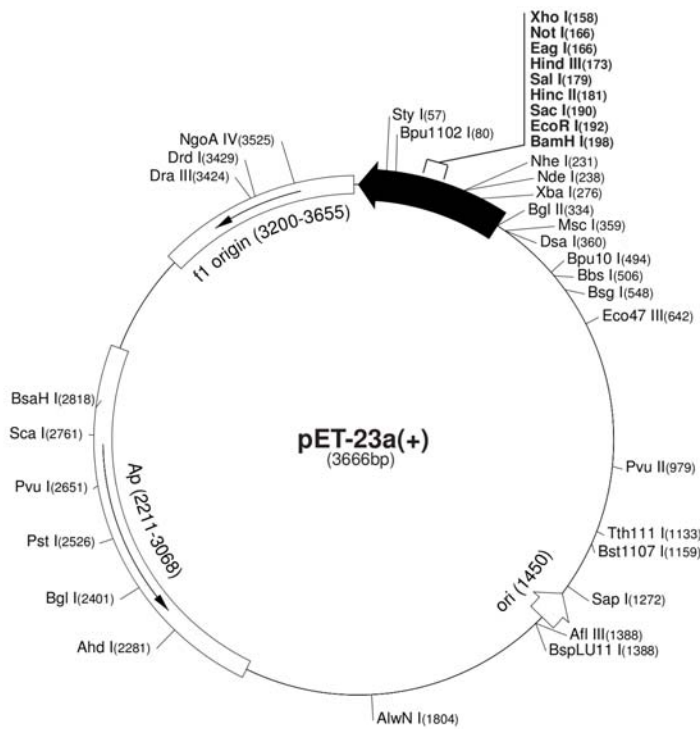 Xho I(158)
Not I(166)
Eag I(166)
Hind III(173)
Sal I(179)
Hinc II(181)
Sac I(190)
EcoR I(192)
BamH I(198)
Sty I(57)
Bpu1102 I(80)
NgoA IV(3525)
Drd I(3429)
Dra III(3424)
Nhe I(231)
Nde I(238)
Xba I(276)
Bgl II(334)
Msc I(359)
Dsa I(360)
Bpu10 I(494)
Bbs I(506)
Bsg I(548)
Eco47 III(642)
f1 origin (3200-3655)
BsaH I(2818)
Sca I(2761)
Pvu I(2651)
Pst I(2526)
Bgl I(2401)
Ahd I(2281)
Ap (2211-3068)
pET-23a(+)
(3666bp)
Pvu II(979)
Tth111 I(1133)
Bst1107 I(1159)
ori (1450)
Sap I(1272)
Afl III(1388)
BspLU11 I(1388)
AlwN I(1804)